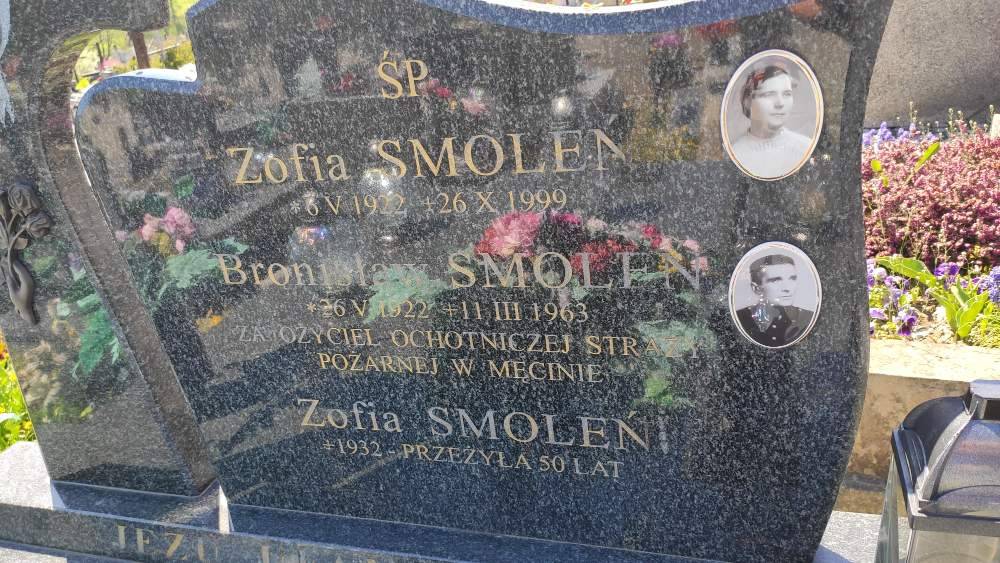 ŚP.
Zofia SMOLEŃ
*6 V 1922 +26 X 1999
Bronisław SMOLEŃ
*26 V 1922 +11 III 1963
ZAŁOŻYCIEL OCHOTNICZEJ STRAŻY
POŻARNEJ W MĘCINIE
Zofia SMOLEŃ
+1932 - PRZEŻYŁA 50 LAT
JEZU